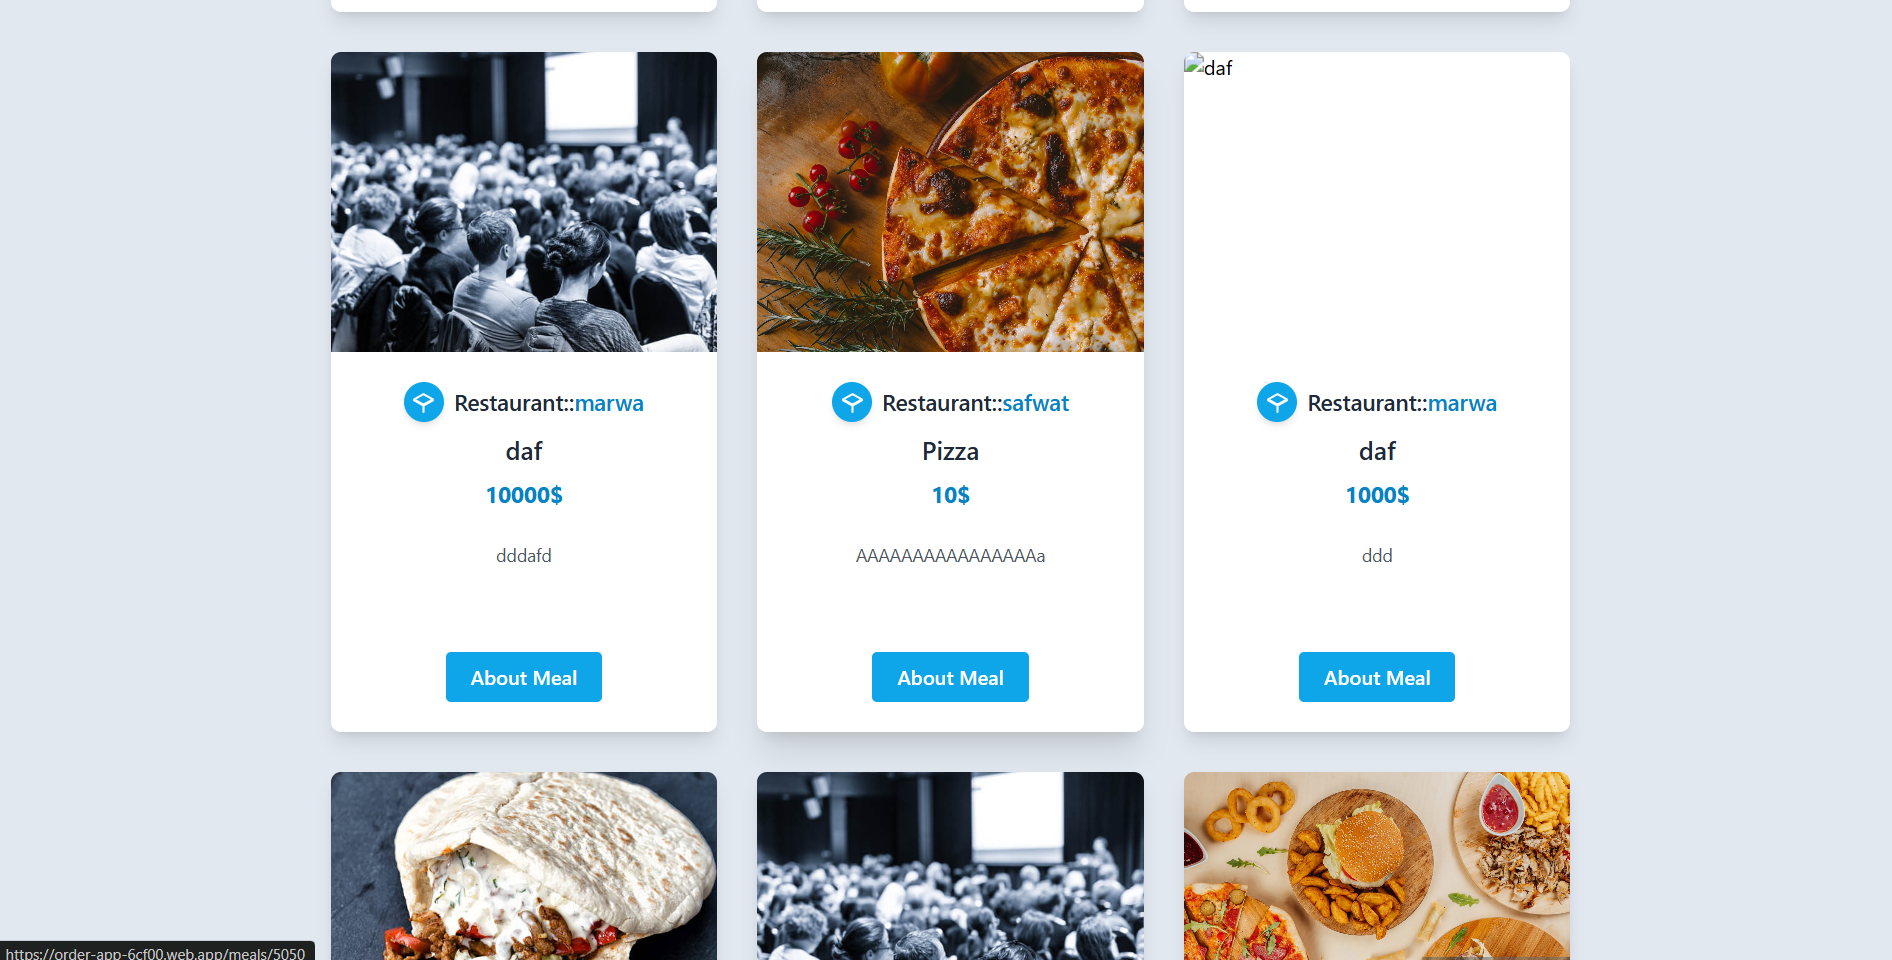 Restaurant::marwa
daf
10000$
dddafd
About Meal
Restaurant::safwat
Pizza
10$
AAAAAAAAAAAAAAAAa
About Meal
daf
Restaurant::marwa
daf
1000$
ddd
About Meal
https://order-app-6cf00.web.app/meals/5050